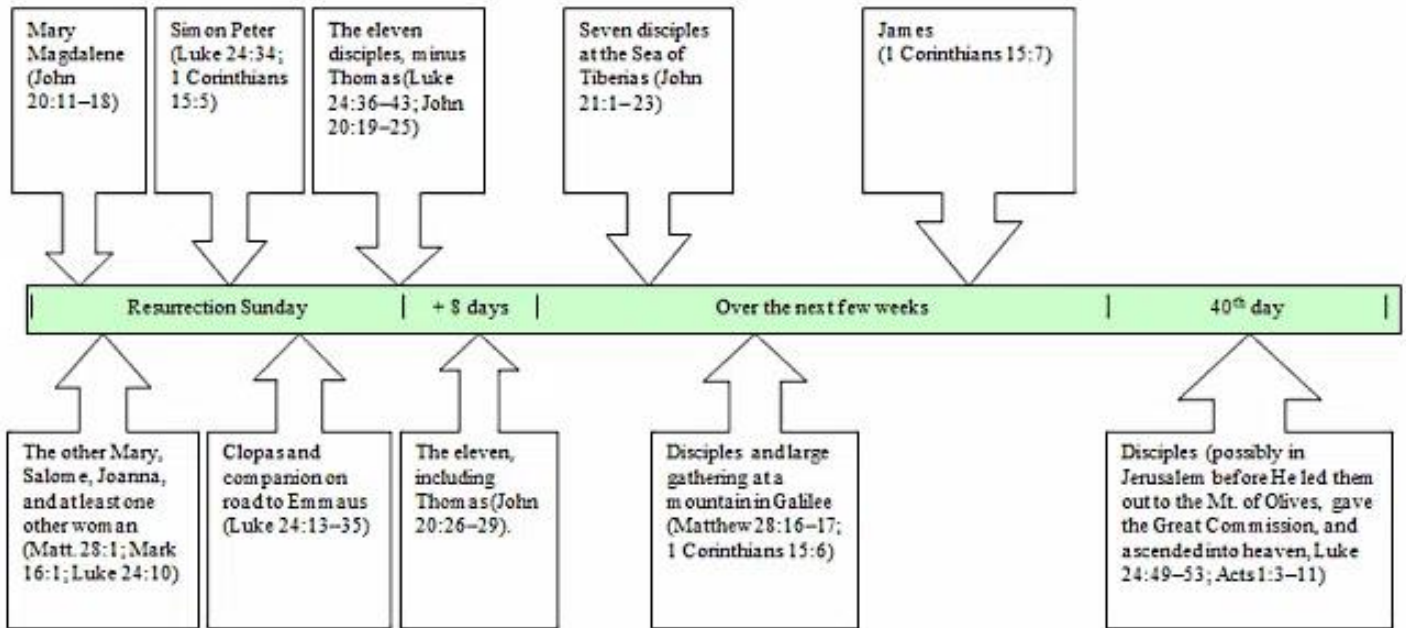 Mary
Magdalene
(John
20:11–18)
Simon Peter
(Luke 24:34;
1 Corinthians
15:5)
The eleven
disciples, minus
Thomas (Luke
24:36–43; John
20:19–25)
Seven disciples
at the Sea of
Tiberias (John
21:1–23)
James
(1 Corinthians 15:7)
Resurrection Sunday | + 8 days | Over the next few weeks | 40th day |
The other Mary,
Salome, Joanna,
and at least one
other woman
(Matt. 28:1; Mark
16:1; Luke 24:10)
Clopas and
companion on
road to Emmaus
(Luke 24:13–35)
The eleven,
including
Thomas (John
20:26–29).
Disciples and large
gathering at a
mountain in Galilee
(Matthew 28:16–17;
1 Corinthians 15:6)
Disciples (possibly in
Jerusalem before He led them
out to the Mt. of Olives, gave
the Great Commission, and
ascended into heaven, Luke
24:49–53; Acts 1:3–11)